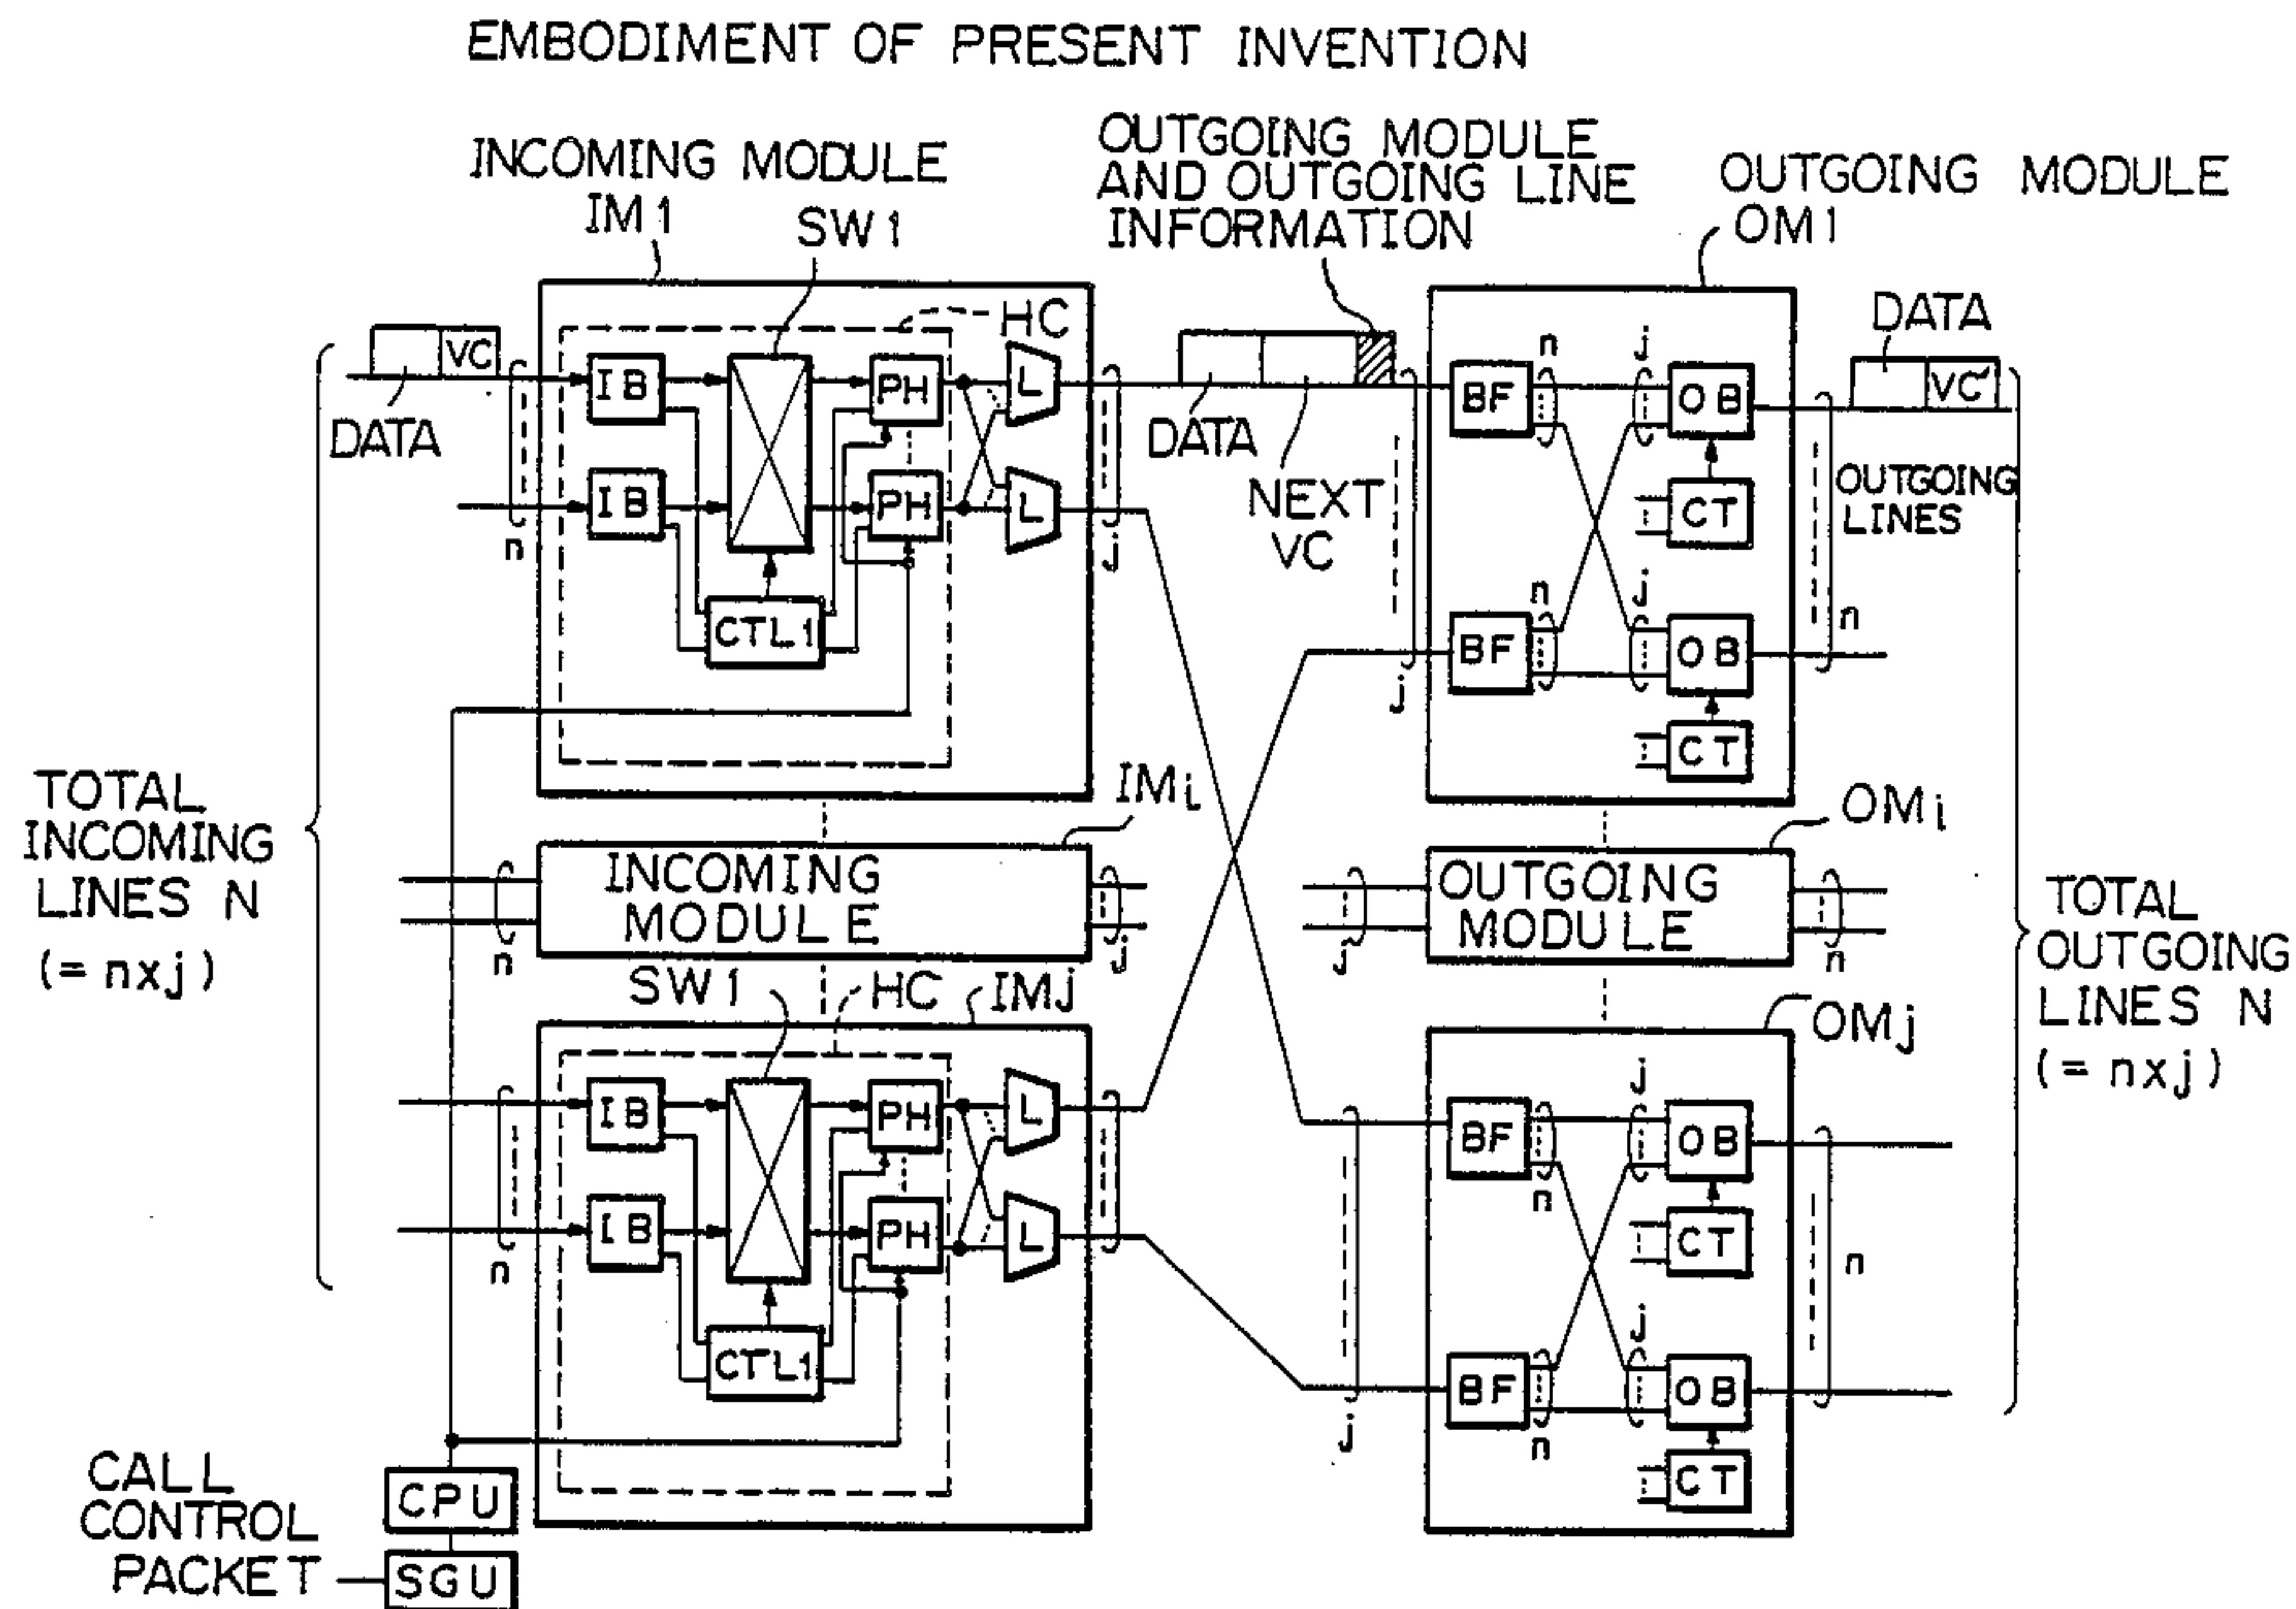 EMBODIMENT OF PRESENT INVENTION
INCOMING MODULE
IM1
SW1
OUTGOING MODULE
AND OUTGOING LINE
INFORMATION
OUTGOING MODULE
OM1
HC
VC
DATA
n
IB
PH
L
IB
PH
L
CTL1
j
DATA
NEXT
VC
j
BF
n
j
OB
CT
BF
n
j
OB
CT
DATA
VC'
OUTGOING
LINES
n
TOTAL
INCOMING
LINES N
(= nxj)
IMi
n
INCOMING
MODULE
j
OMi
j
OUTGOING
MODULE
n
TOTAL
OUTGOING
LINES N
(= nxj)
SW1
HC
IMj
n
IB
PH
L
IB
PH
L
CTL1
OMj
j
BF
n
j
OB
CT
BF
n
j
OB
CT
n
CALL
CONTROL
PACKET
CPU
SGU